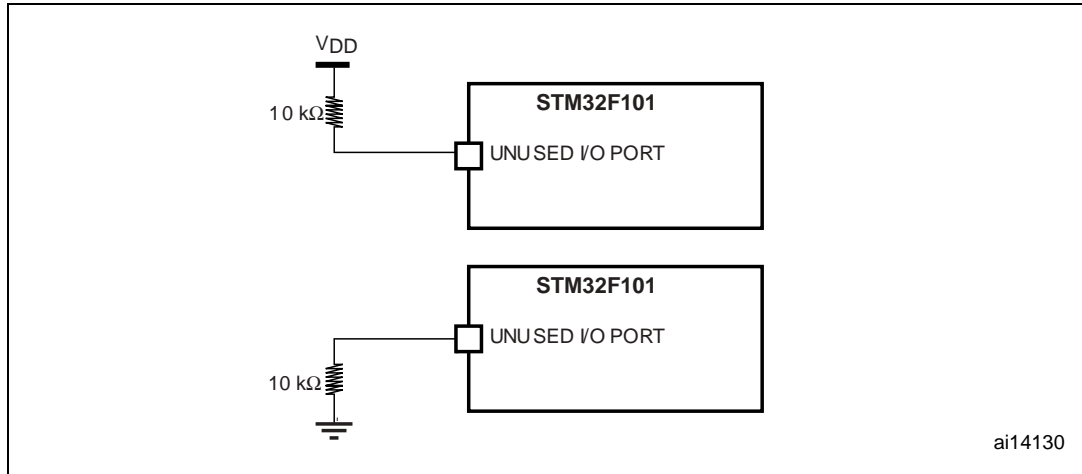 VDD
10 kΩ
STM32F101
UNUSED I/O PORT
STM32F101
UNUSED I/O PORT
10 kΩ
ai14130